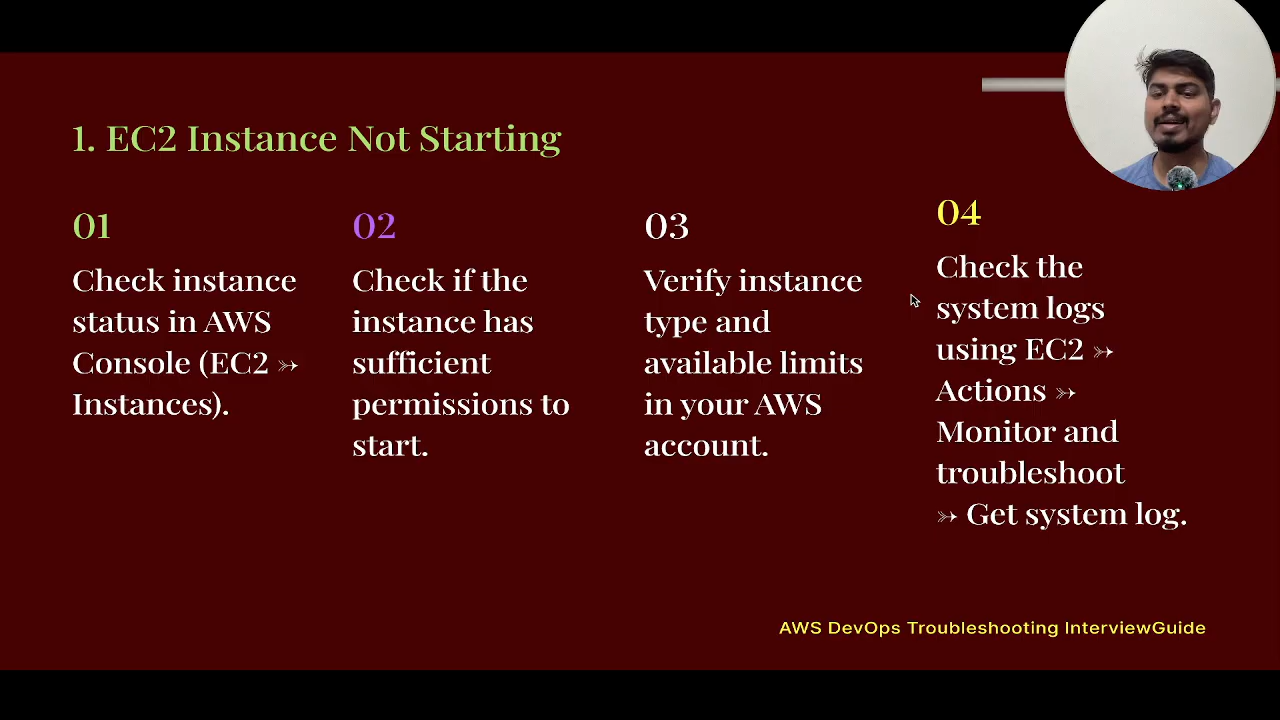 1. EC2 Instance Not Starting
01
Check instance
status in AWS
Console (EC2 ➳
Instances).
02
Check if the
instance has
sufficient
permissions to
start.
03
Verify instance
type and
available limits
in your AWS
account.
04
Check the
system logs
using EC2 ➳
Actions ➳
Monitor and
troubleshoot
➳ Get system log.
AWS DevOps Troubleshooting InterviewGuide